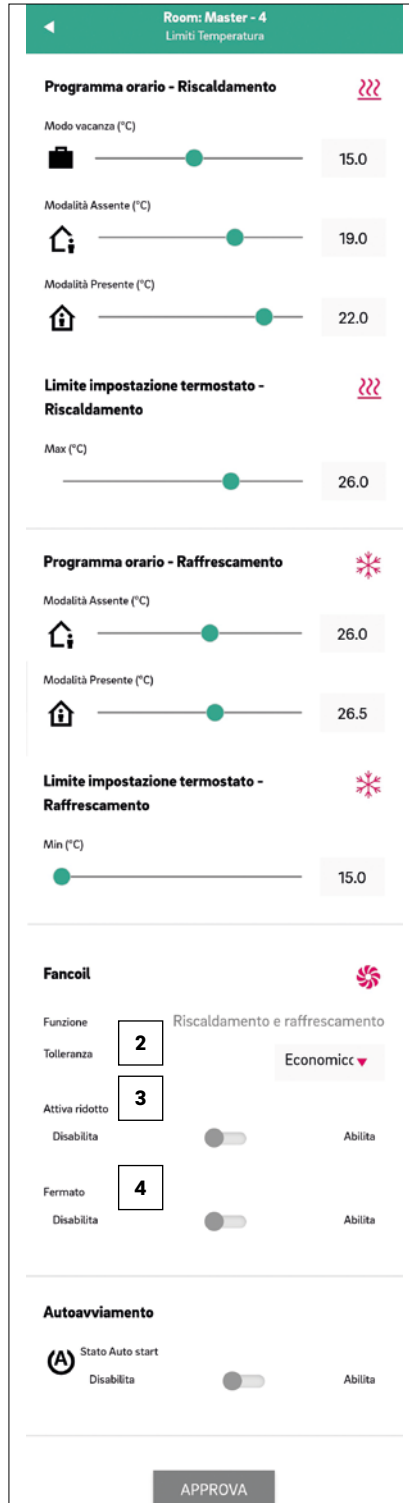 Room: Master - 4
Limiti Temperatura
Programma orario - Riscaldamento
Modo vacanza (°C)
15.0
Modalità Assente (°C)
19.0
Modalità Presente (°C)
22.0
Limite impostazione termostato -
Riscaldamento
Max (°C)
26.0
Programma orario - Raffrescamento
Modalità Assente (°C)
26.0
Modalità Presente (°C)
26.5
Limite impostazione termostato -
Raffrescamento
Min (°C)
15.0
Fancoil
Funzione Riscaldamento e raffrescamento
Tolleranza 2 Economicc
3
Attiva ridotto
Disabilita Abilita
Fermato 4
Disabilita Abilita
Autoavviamento
(A) Stato Auto start
Disabilita Abilita
APPROVA